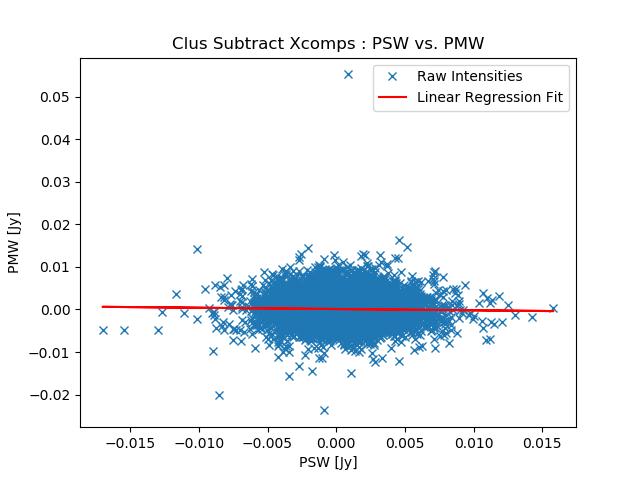 Clus Subtract Xcomps : PSW vs. PMW
Raw Intensities
Linear Regression Fit
PMW [Jy]
0.05
0.04
0.03
0.02
0.01
0.00
−0.01
−0.02
−0.015 −0.010 −0.005 0.000 0.005 0.010 0.015
PSW [Jy]